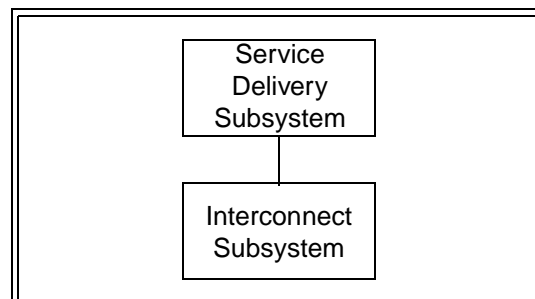 Service
Delivery
Subsystem
Interconnect
Subsystem